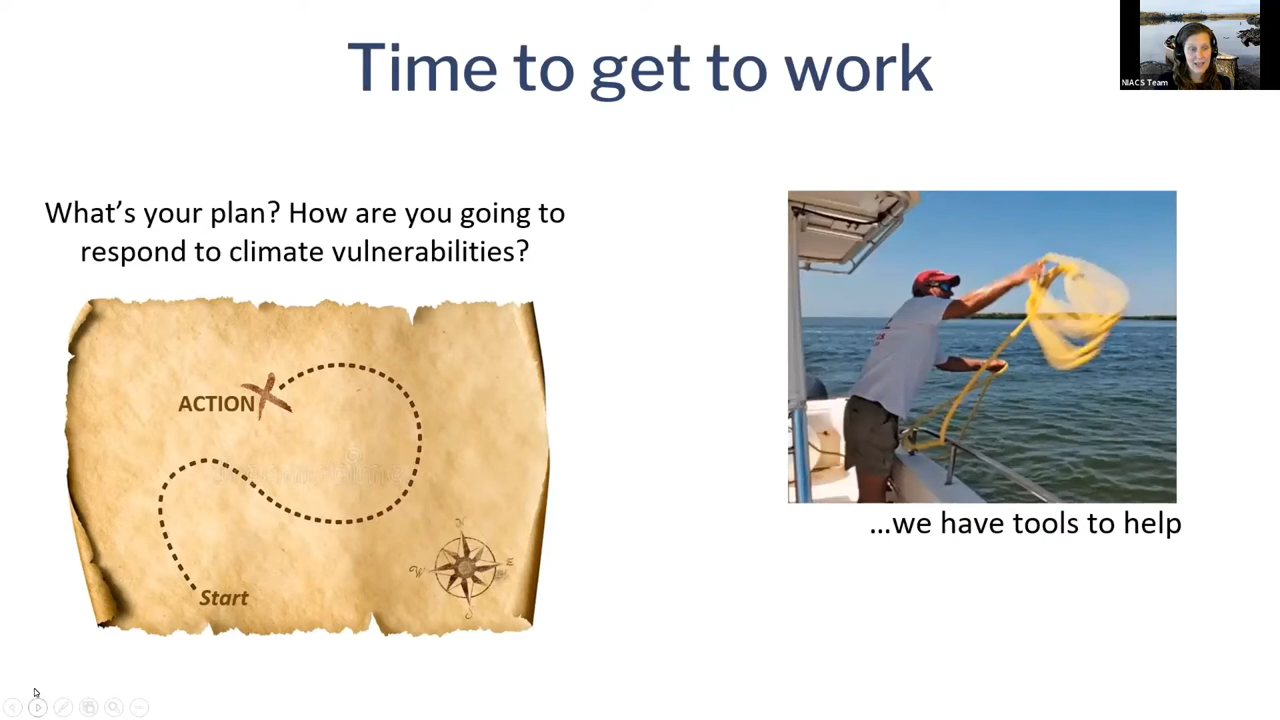 Time to get to work
NIACS Team
What's your plan? How are you going to
respond to climate vulnerabilities?
ACTION
Start
N
W
E
S
...we have tools to help